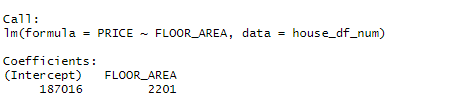 Call:
lm(formula = PRICE ~ FLOOR_AREA, data = house_df_num)
Coefficients:
(Intercept)   FLOOR_AREA
     187016         2201